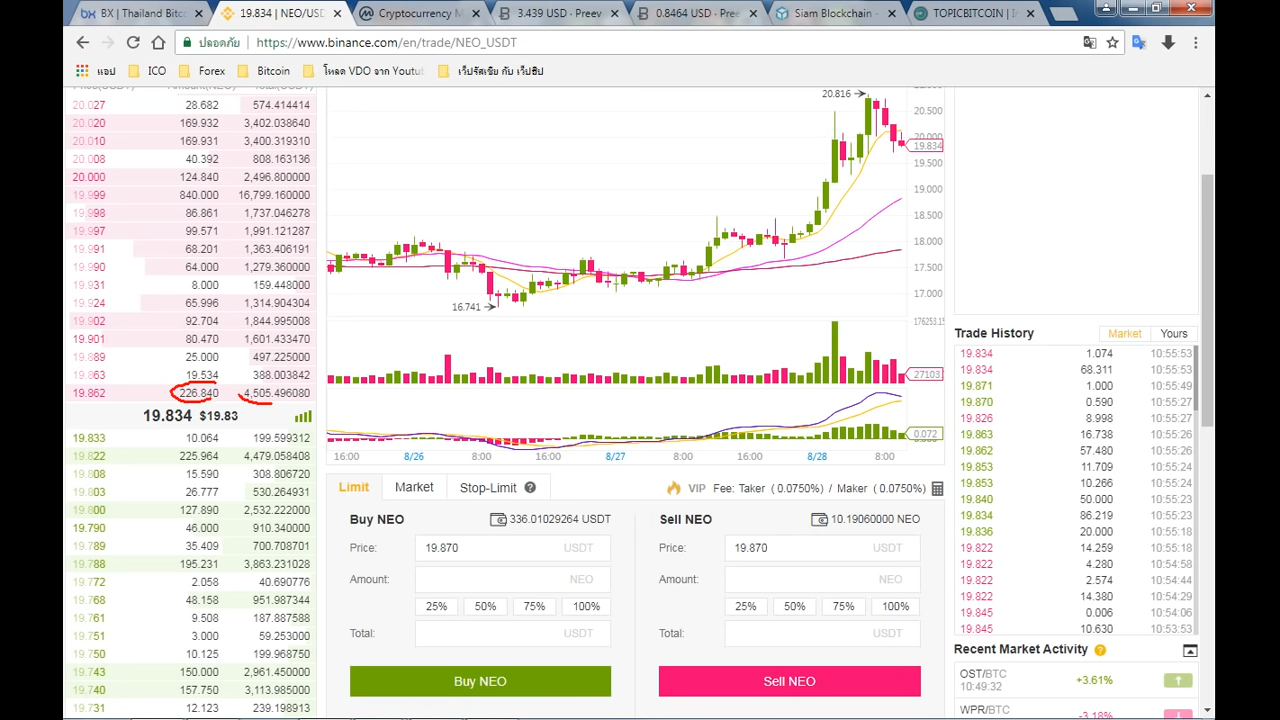 BX | Thailand Bitco
19.834 | NEO/USD
Cryptocurrency M
3.439 USD - Preev
0.8464 USD - Pree
Siam Blockchain -
TOPICBITCOIN |
ปลอดภัย https://www.binance.com/en/trade/NEO_USDT
แอป ICO Forex Bitcoin โหลด VDO จาก Youtu เว็ปรัสเซีย กับ เว็ปซิป
Price(USDT) Amount(NEO) Total(USDT)
20.027 28.682 574.414414
20.020 169.932 3,402.038640
20.010 169.931 3,400.319310
20.008 40.392 808.163136
20.000 124.840 2,496.800000
19.999 840.000 16,799.160000
19.998 86.861 1,737.046278
19.997 99.571 1,991.121287
19.991 68.201 1,363.406191
19.990 64.000 1,279.360000
19.931 8.000 159.448000
19.924 65.996 1,314.904304
19.902 92.704 1,844.995008
19.901 80.470 1,601.433470
19.889 25.000 497.225000
19.863 19.534 388.003842
19.862 226.840 4,505.496080
19.834 $19.83
19.833 10.064 199.599312
19.822 225.964 4,479.058408
19.808 15.590 308.806720
19.803 26.777 530.264931
19.800 127.890 2,532.222000
19.790 46.000 910.340000
19.789 35.409 700.708701
19.788 195.231 3,863.231028
19.772 2.058 40.690776
19.768 48.158 951.987344
19.761 9.508 187.887588
19.751 3.000 59.253000
19.750 10.125 199.968750
19.743 150.000 2,961.450000
19.740 157.750 3,113.985000
19.731 12.123 239.198913
20.816
20.500
20.000
19.834
19.500
19.000
18.500
18.000
17.500
17.000
16.741
176253.15
27103
0.072
16:00 8/26 8:00 16:00 8/27 8:00 16:00 8/28 8:00
Limit Market Stop-Limit ? VIP Fee: Taker ( 0.0750% ) / Maker ( 0.0750% )
Buy NEO 336.01029264 USDT
Price: 19.870 USDT
Amount: NEO
25% 50% 75% 100%
Total: USDT
Buy NEO
Sell NEO 10.19060000 NEO
Price: 19.870 USDT
Amount: NEO
25% 50% 75% 100%
Total: USDT
Sell NEO
Trade History Market Yours
19.834 1.074 10:55:53
19.834 68.311 10:55:53
19.871 1.000 10:55:49
19.870 0.590 10:55:39
19.826 8.998 10:55:27
19.863 16.738 10:55:26
19.862 57.480 10:55:26
19.853 11.709 10:55:24
19.853 10.266 10:55:24
19.840 50.000 10:55:23
19.834 86.219 10:55:23
19.836 20.000 10:55:18
19.822 14.259 10:55:18
19.822 4.280 10:54:58
19.822 2.574 10:54:44
19.822 14.380 10:54:29
19.845 0.006 10:54:06
19.845 10.630 10:53:53
Recent Market Activity ?
OST/BTC
10:49:32 +3.61%
WPR/BTC -3.18%